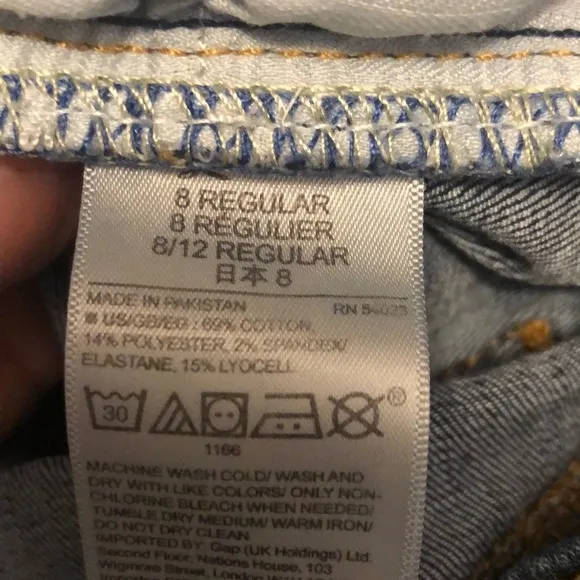 8 REGULAR
8 RÉGULIER
8/12 REGULAR
日本 8
MADE IN PAKISTAN RN 54023
US/GB/EG : 69% COTTON,
14% POLYESTER, 2% SPANDEX/
ELASTANE, 15% LYOCELL
30 ®
1166
MACHINE WASH COLD/ WASH AND
DRY WITH LIKE COLORS/ ONLY NON-
CHLORINE BLEACH WHEN NEEDED/
TUMBLE DRY MEDIUM/ WARM IRON/
DO NOT DRY CLEAN
IMPORTED BY: Gap (UK Holdings) Ltd.
Second Floor, Nations House, 103
Wigmore Street, London